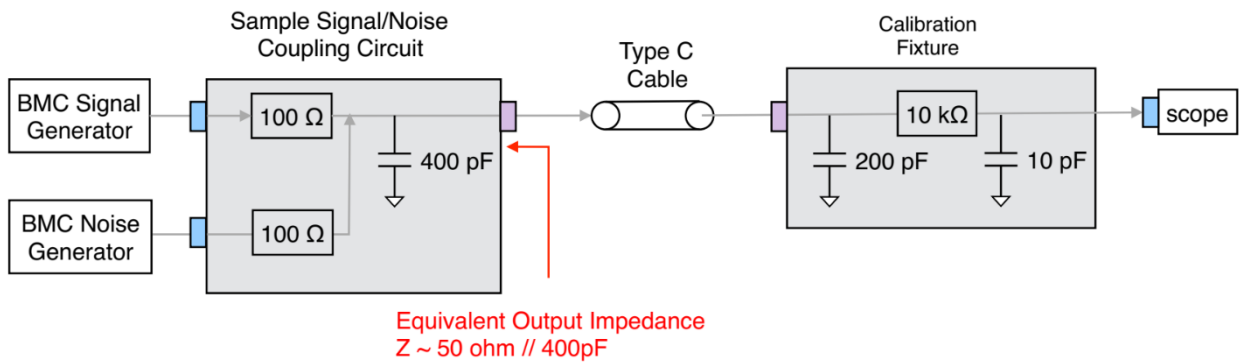 Sample Signal/Noise
Coupling Circuit
Type C
Cable
Calibration
Fixture
BMC Signal
Generator
100 Ω
400 pF
200 pF
10 kΩ
10 pF
scope
BMC Noise
Generator
100 Ω
Equivalent Output Impedance
Z ~ 50 ohm // 400pF